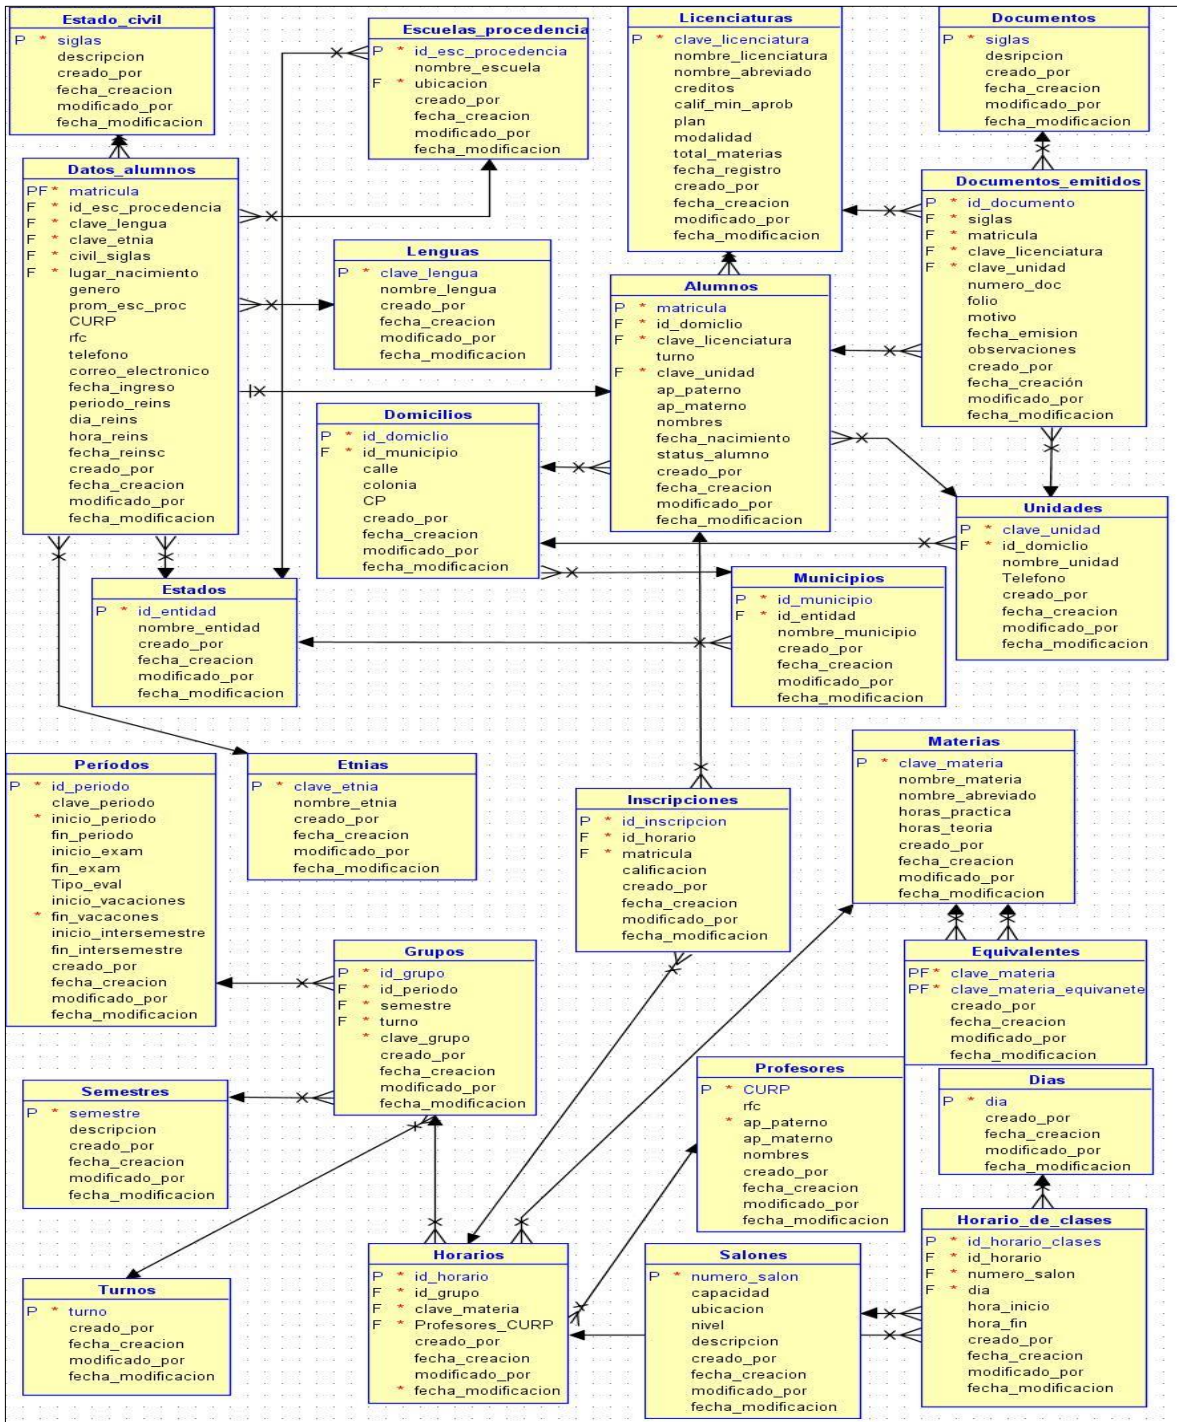 Estado_civil
P * siglas
descripcion
creado_por
fecha_creacion
modificado_por
fecha_modificacion
Escuelas_procedencia
P * id_esc_procedencia
nombre_escuela
F * ubicacion
creado_por
fecha_creacion
modificado_por
fecha_modificacion
Licenciaturas
P * clave_licenciatura
nombre_licenciatura
nombre_abreviado
creditos
calif_min_aprob
plan
modalidad
total_materias
fecha_registro
creado_por
fecha_creacion
modificado_por
fecha_modificacion
Documentos
P * siglas
desripcion
creado_por
fecha_creacion
modificado_por
fecha_modificacion
Datos_alumnos
PF * matricula
F * id_esc_procedencia
F * clave_lengua
F * clave_etnia
F * civil_siglas
F * lugar_nacimiento
genero
prom_esc_proc
CURP
rfc
telefono
correo_electronico
fecha_ingreso
periodo_reins
dia_reins
hora_reins
fecha_reinsc
creado_por
fecha_creacion
modificado_por
fecha_modificacion
Lenguas
P * clave_lengua
nombre_lengua
creado_por
fecha_creacion
modificado_por
fecha_modificacion
Alumnos
P * matricula
F * id_domicilio
F * clave_licenciatura
turno
F * clave_unidad
ap_paterno
ap_materno
nombres
fecha_nacimiento
status_alumno
creado_por
fecha_creacion
modificado_por
fecha_modificacion
Documentos_emitidos
P * id_documento
F * siglas
F * matricula
F * clave_licenciatura
F * clave_unidad
numero_doc
folio
motivo
fecha_emision
observaciones
creado_por
fecha_creación
modificado_por
fecha_modificacion
Domicilios
P * id_domiclio
F * id_municipio
calle
colonia
CP
creado_por
fecha_creacion
modificado_por
fecha_modificacion
Unidades
P * clave_unidad
F * id_domiclio
nombre_unidad
Telefono
creado_por
fecha_creacion
modificado_por
fecha_modificacion
Estados
P * id_entidad
nombre_entidad
creado_por
fecha_creacion
modificado_por
fecha_modificacion
Municipios
P * id_municipio
F * id_entidad
nombre_municipio
creado_por
fecha_creacion
modificado_por
fecha_modificacion
Períodos
P * id_periodo
clave_periodo
* inicio_periodo
fin_periodo
inicio_exam
fin_exam
Tipo_eval
inicio_vacaciones
* fin_vacacones
inicio_intersemestre
fin_intersemestre
creado_por
fecha_creacion
modificado_por
fecha_modificacion
Etnias
P * clave_etnia
nombre_etnia
creado_por
fecha_creacion
modificado_por
fecha_modificacion
Inscripciones
P * id_inscripcion
F * id_horario
F * matricula
calificacion
creado_por
fecha_creacion
modificado_por
fecha_modificacion
Materias
P * clave_materia
nombre_materia
nombre_abreviado
horas_practica
horas_teoria
creado_por
fecha_creacion
modificado_por
fecha_modificacion
Grupos
P * id_grupo
F * id_periodo
F * semestre
F * turno
* clave_grupo
creado_por
fecha_creacion
modificado_por
fecha_modificacion
Equivalentes
PF * clave_materia
PF * clave_materia_equivanete
creado_por
fecha_creacion
modificado_por
fecha_modificacion
Semestres
P * semestre
descripcion
creado_por
fecha_creacion
modificado_por
fecha_modificacion
Profesores
P * CURP
rfc
* ap_paterno
ap_materno
nombres
creado_por
fecha_creacion
modificado_por
fecha_modificacion
Dias
P * dia
creado_por
fecha_creacion
modificado_por
fecha_modificacion
Turnos
P * turno
creado_por
fecha_creacion
modificado_por
fecha_modificacion
Horarios
P * id_horario
F * id_grupo
F * clave_materia
F * Profesores_CURP
creado_por
fecha_creacion
modificado_por
* fecha_modificacion
Salones
P * numero_salon
capacidad
ubicacion
nivel
descripcion
creado_por
fecha_creacion
modificado_por
fecha_modificacion
Horario_de_clases
P * id_horario_clases
F * id_horario
F * numero_salon
F * dia
hora_inicio
hora_fin
creado_por
fecha_creacion
modificado_por
fecha_modificacion